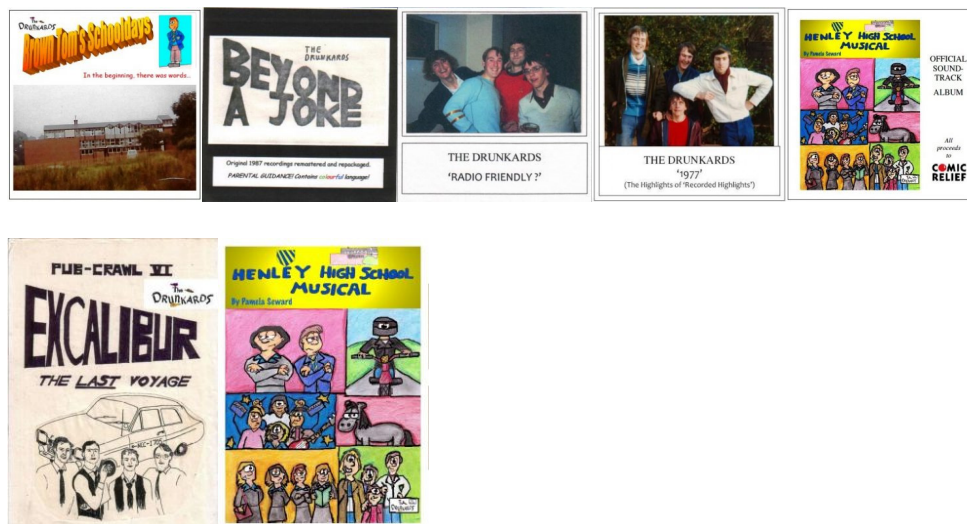 The
DRUNKARDS
Brown Tom's Schooldays
In the beginning, there was words..
THE
DRUNKARDS
BEYOND
A JOKE
Original 1987 recordings remastered and repackaged.
PARENTAL GUIDANCE! Contains colourful language!
THE DRUNKARDS
'RADIO FRIENDLY ?'
THE DRUNKARDS
'1977'
(The Highlights of 'Recorded Highlights')
HENLEY HIGH SCHOOL
MUSICAL
By Pamela Seward
OFFICIAL
SOUND-
TRACK
ALBUM
All
proceeds
to
COMIC
RELIEF
PUB-CRAWL VI
The
DRUNKARDS
EXCALIBUR
THE LAST VOYAGE
HENLEY HIGH SCHOOL
MUSICAL
By Pamela Seward
The
DRUNKARDS